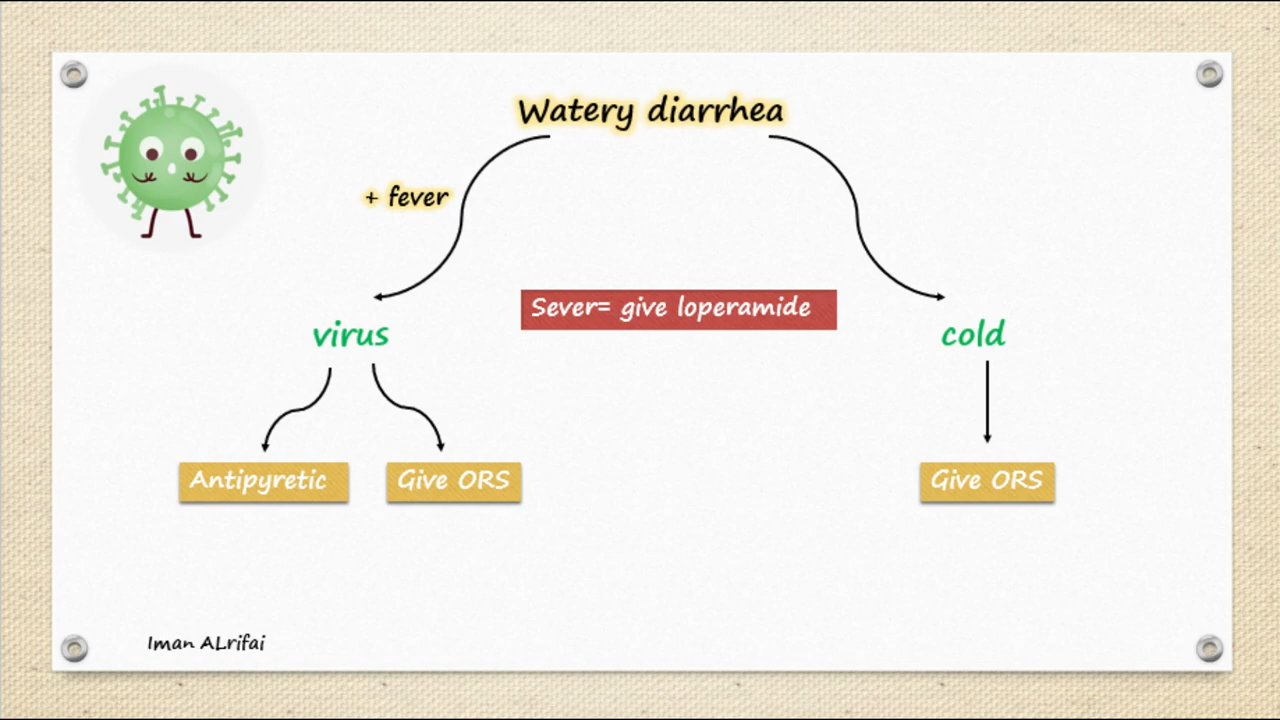 Watery diarrhea
+ fever
Sever= give loperamide
virus
cold
Antipyretic
Give ORS
Give ORS
Iman ALrifai